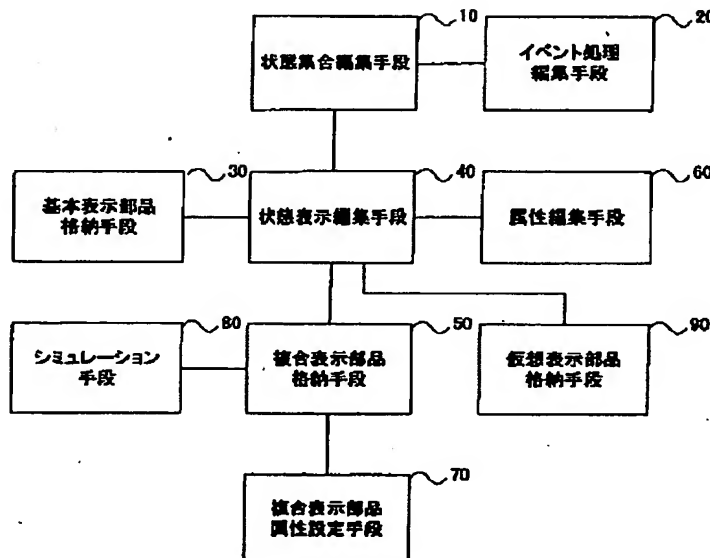 10
状態集合編集手段
20
イベント処理
編集手段
30
基本表示部品
格納手段
40
状態表示編集手段
60
属性編集手段
80
シミュレーション
手段
50
複合表示部品
格納手段
90
仮想表示部品
格納手段
70
複合表示部品
属性設定手段